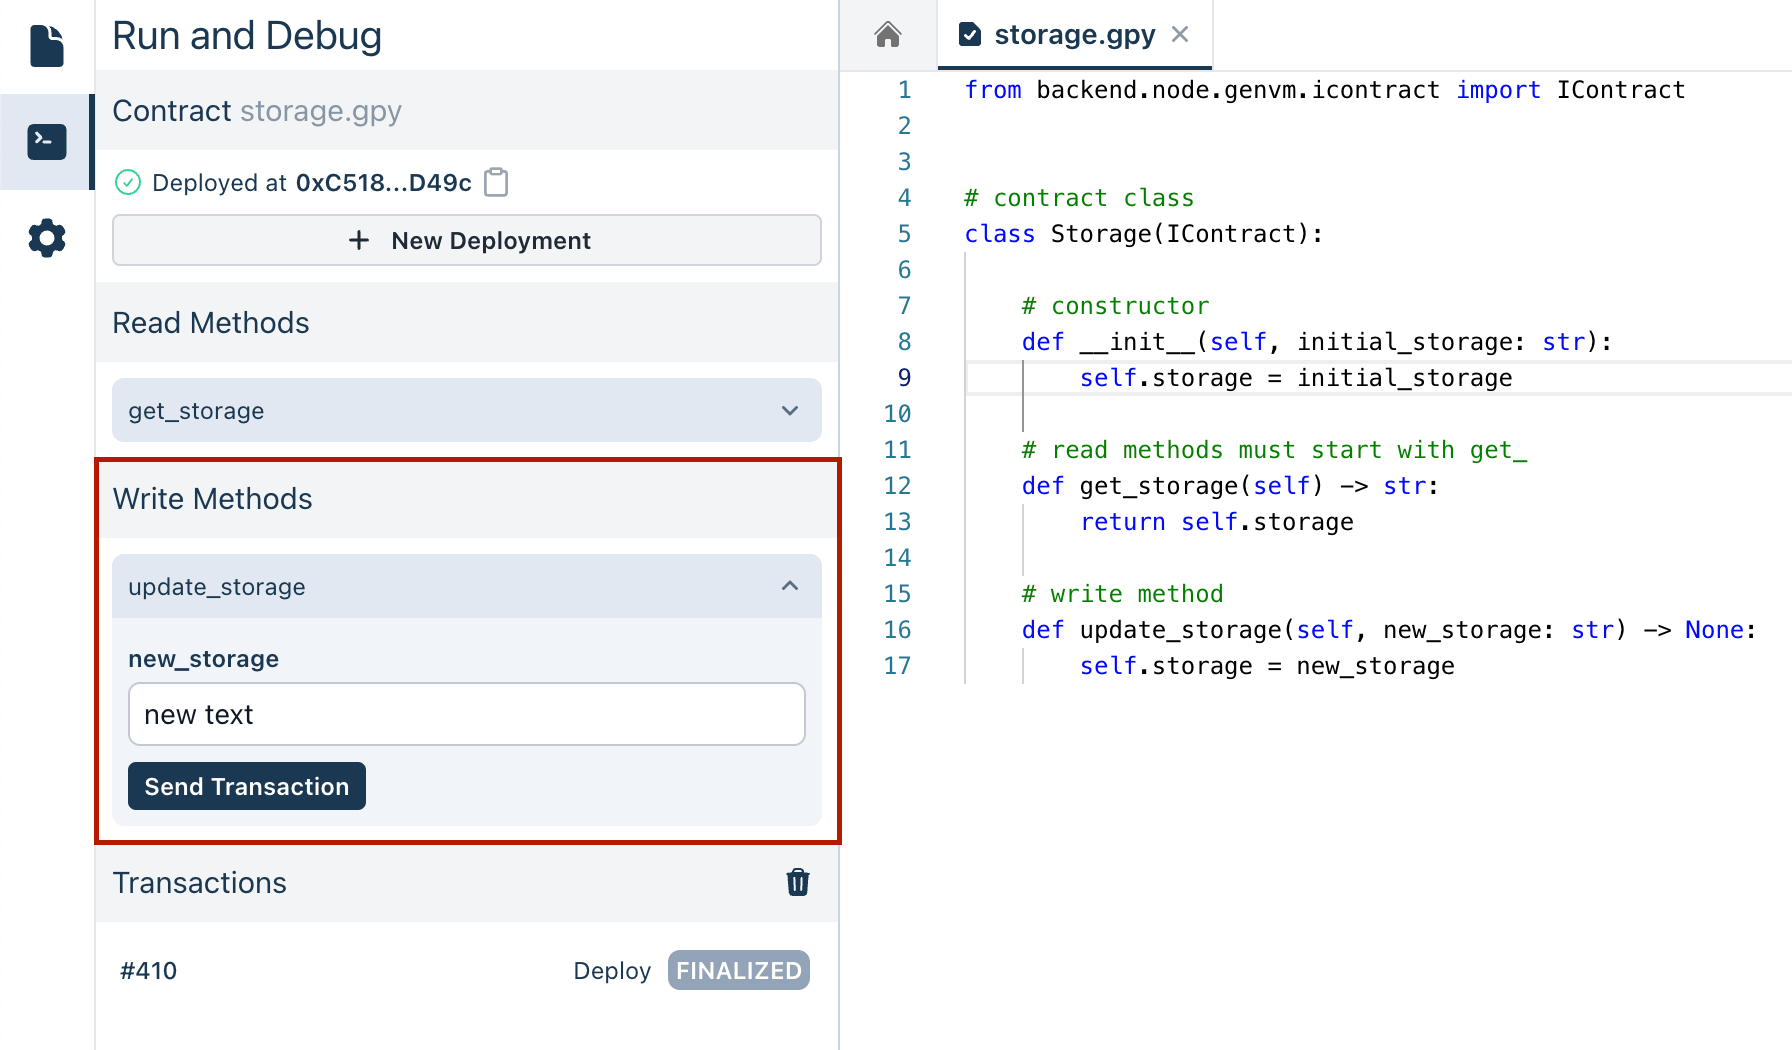 Run and Debug
Contract storage.gpy
Deployed at 0xC518...D49c
+ New Deployment
Read Methods
get_storage
Write Methods
update_storage
new_storage
new text
Send Transaction
Transactions
#410 Deploy FINALIZED
storage.gpy
1 from backend.node.genvm.icontract import IContract
2
3
4 # contract class
5 class Storage(IContract):
6
7 # constructor
8 def __init__(self, initial_storage: str):
9 self.storage = initial_storage
10
11 # read methods must start with get_
12 def get_storage(self) -> str:
13 return self.storage
14
15 # write method
16 def update_storage(self, new_storage: str) -> None:
17 self.storage = new_storage